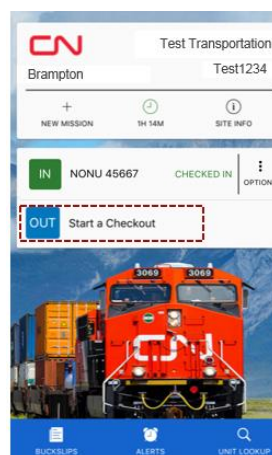 CN
Test Transportation
Brampton
Test1234
NEW MISSION
1H 14M
SITE INFO
IN
NONU 45667
CHECKED IN
OPTION
OUT
Start a Checkout
3069
3069
CN
BUCKSLIPS
ALERTS
UNIT LOOKUP